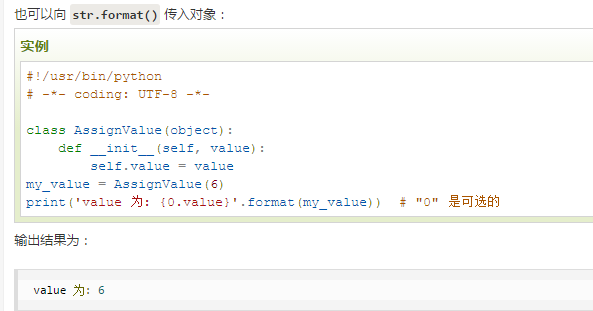 也可以向 str.format() 传入对象：
实例
#!/usr/bin/python
# -*- coding: UTF-8 -*-
class AssignValue(object):
    def __init__(self, value):
        self.value = value
my_value = AssignValue(6)
print('value 为: {0.value}'.format(my_value))  # "0" 是可选的
输出结果为：
value 为: 6